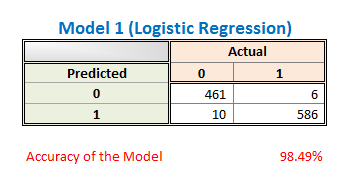 Model 1 (Logistic Regression)
Actual
Predicted 0 1
0 461 6
1 10 586
Accuracy of the Model 98.49%